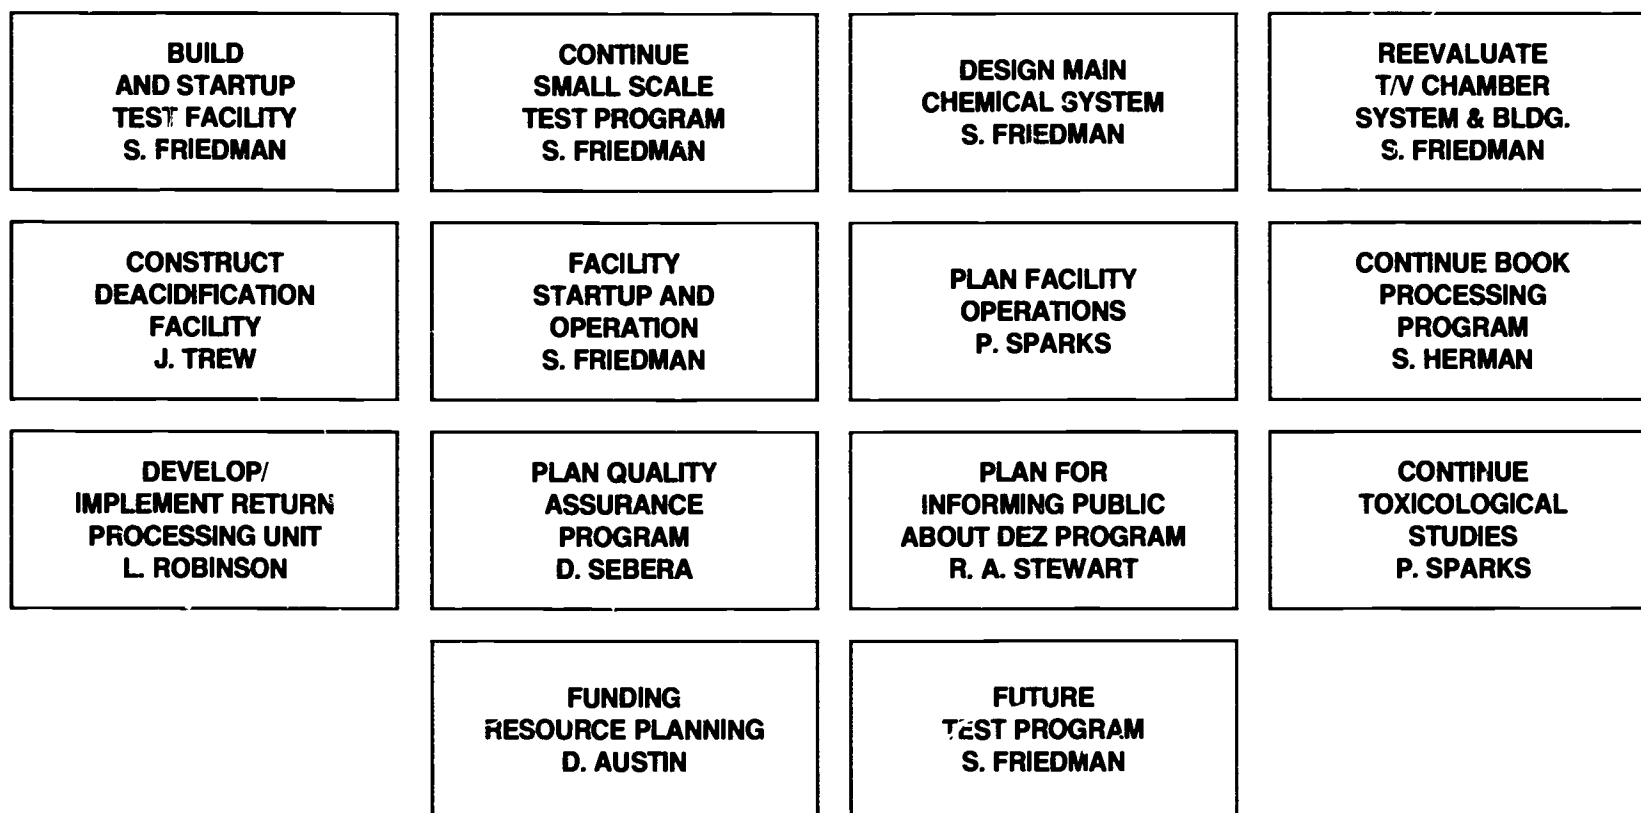 BUILD
AND STARTUP
TEST FACILITY
S. FRIEDMAN
CONTINUE
SMALL SCALE
TEST PROGRAM
S. FRIEDMAN
DESIGN MAIN
CHEMICAL SYSTEM
S. FRIEDMAN
REEVALUATE
T/V CHAMBER
SYSTEM & BLDG.
S. FRIEDMAN
CONSTRUCT
DEACIDIFICATION
FACILITY
J. TREW
FACILITY
STARTUP AND
OPERATION
S. FRIEDMAN
PLAN FACILITY
OPERATIONS
P. SPARKS
CONTINUE BOOK
PROCESSING
PROGRAM
S. HERMAN
DEVELOP/
IMPLEMENT RETURN
PROCESSING UNIT
L. ROBINSON
PLAN QUALITY
ASSURANCE
PROGRAM
D. SEBERA
PLAN FOR
INFORMING PUBLIC
ABOUT DEZ PROGRAM
R. A. STEWART
CONTINUE
TOXICOLOGICAL
STUDIES
P. SPARKS
FUNDING
RESOURCE PLANNING
D. AUSTIN
FUTURE
TEST PROGRAM
S. FRIEDMAN